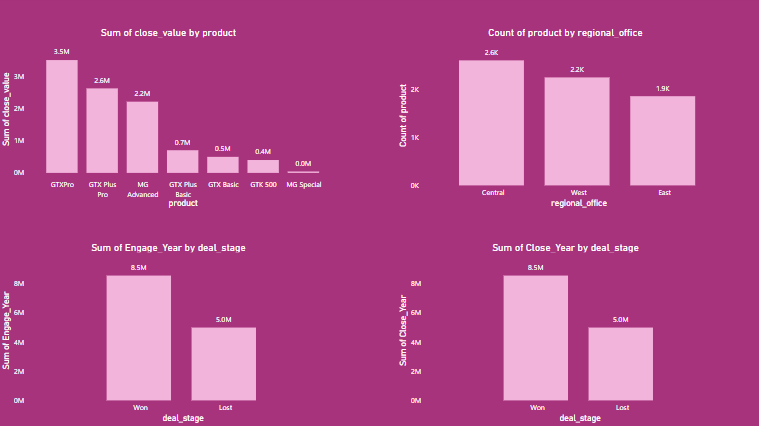 Sum of close_value by product
Sum of close_value
3M
2M
1M
0M
3.5M
2.6M
2.2M
0.7M
0.5M
0.4M
0.0M
GTXPro
GTX Plus
Pro
MG
Advanced
GTX Plus
Basic
GTX Basic
GTK 500
MG Special
product
Count of product by regional_office
Count of product
2K
1K
0K
2.6K
2.2K
1.9K
Central
West
East
regional_office
Sum of Engage_Year by deal_stage
Sum of Engage_Year
8M
6M
4M
2M
0M
8.5M
5.0M
Won
Lost
deal_stage
Sum of Close_Year by deal_stage
Sum of Close_Year
8M
6M
4M
2M
0M
8.5M
5.0M
Won
Lost
deal_stage